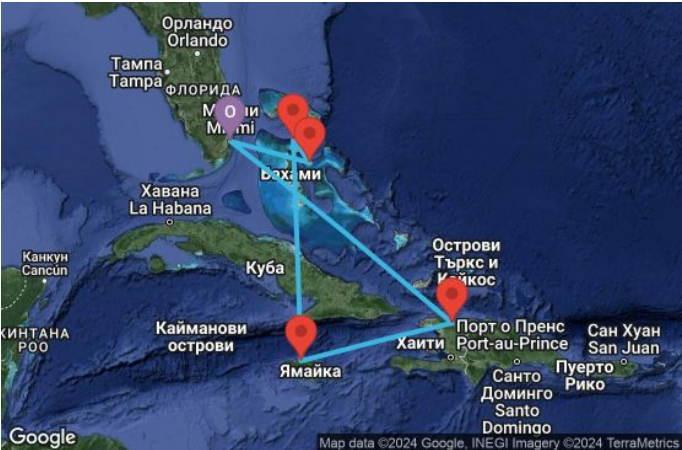 Орландо
Orlando
Тампа
Tampa
ФЛОРИДА
Miami
О
Бахами
Хавана
La Habana
Канкун
Cancún
Куба
Острови
Търкс и
Кайкос
КИНТАНА
РОО
Кайманови
острови
Ямайка
Хаити
Порт о Пренс
Port-au-Prince
Сан Хуан
San Juan
Пуерто
Рико
Санто
Доминго
Santo
Domingo
Google
Map data ©2024 Google, INEGI Imagery ©2024 TerraMetrics